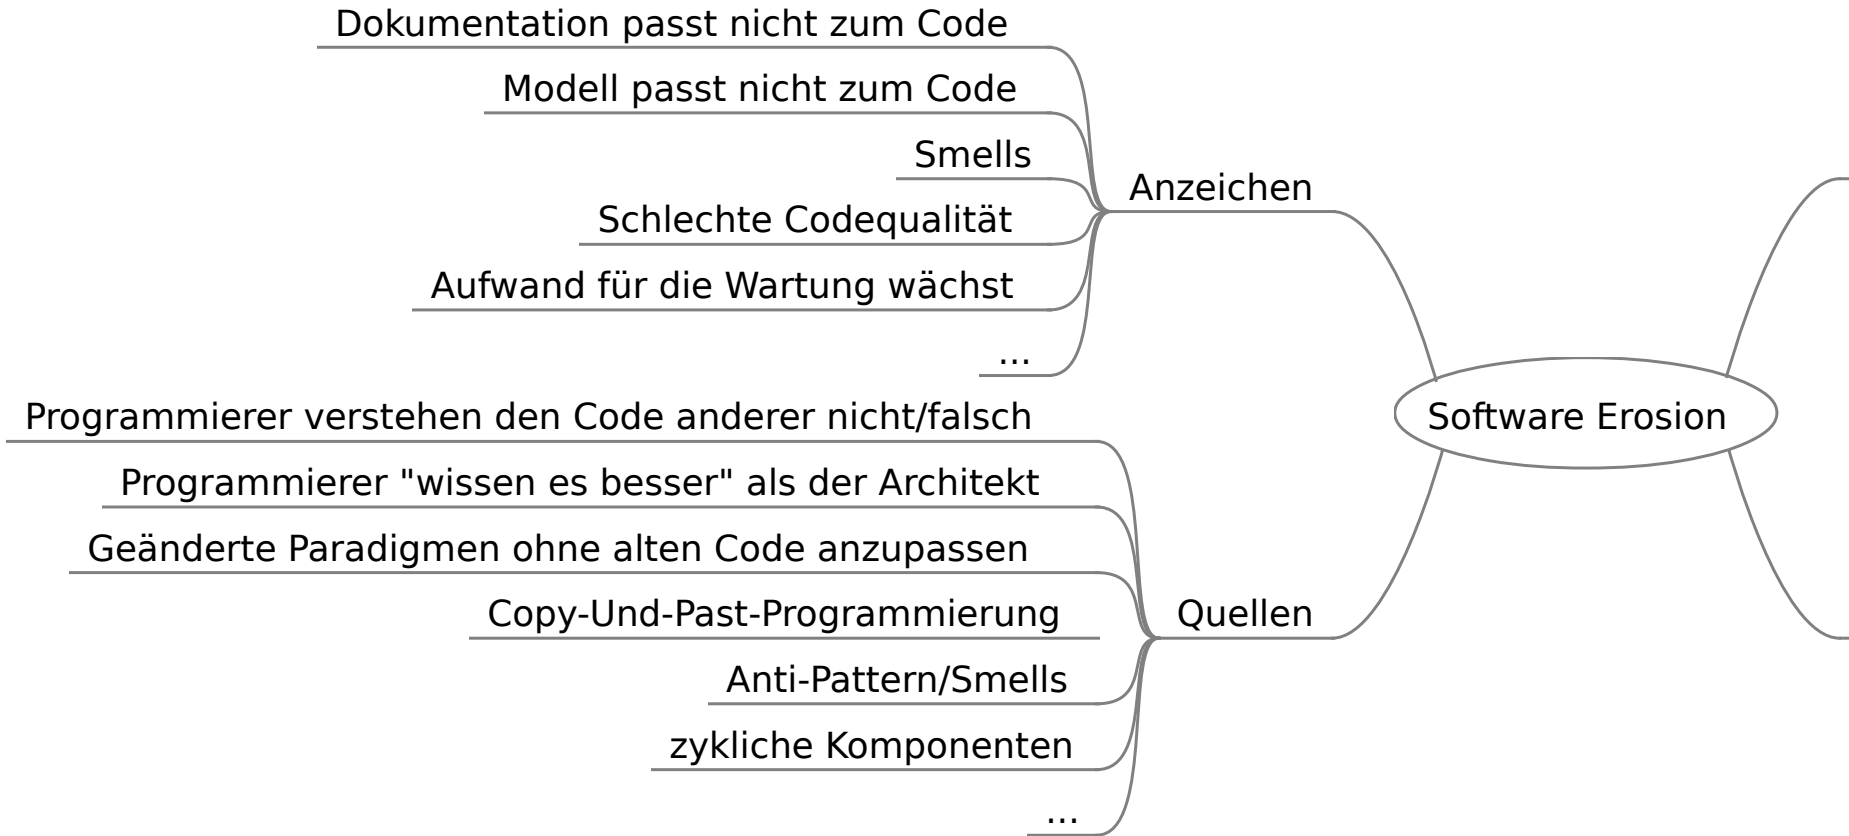 Dokumentation passt nicht zum Code
Modell passt nicht zum Code
Smells
Anzeichen
Schlechte Codequalität
Aufwand für die Wartung wächst
...
Programmierer verstehen den Code anderer nicht/falsch
Software Erosion
Programmierer "wissen es besser" als der Architekt
Geänderte Paradigmen ohne alten Code anzupassen
Copy-Und-Past-Programmierung
Quellen
Anti-Pattern/Smells
zykliche Komponenten
...